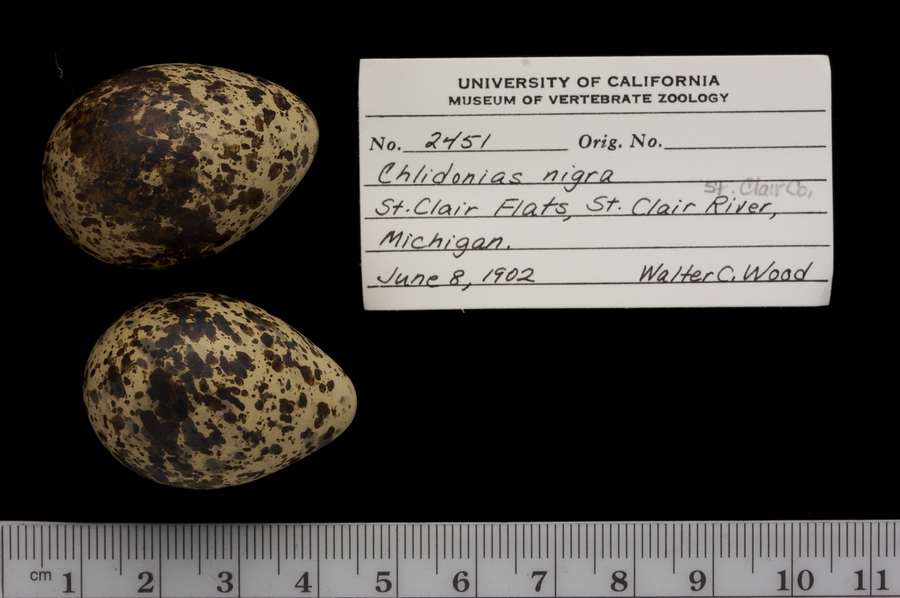 UNIVERSITY OF CALIFORNIA
MUSEUM OF VERTEBRATE ZOOLOGY
No. 2451 Orig. No.
Chlidonias nigra
St. Clair Co.
St. Clair Flats, St. Clair River,
Michigan.
June 8, 1902 Walter C. Wood
cm 1 2 3 4 5 6 7 8 9 10 11